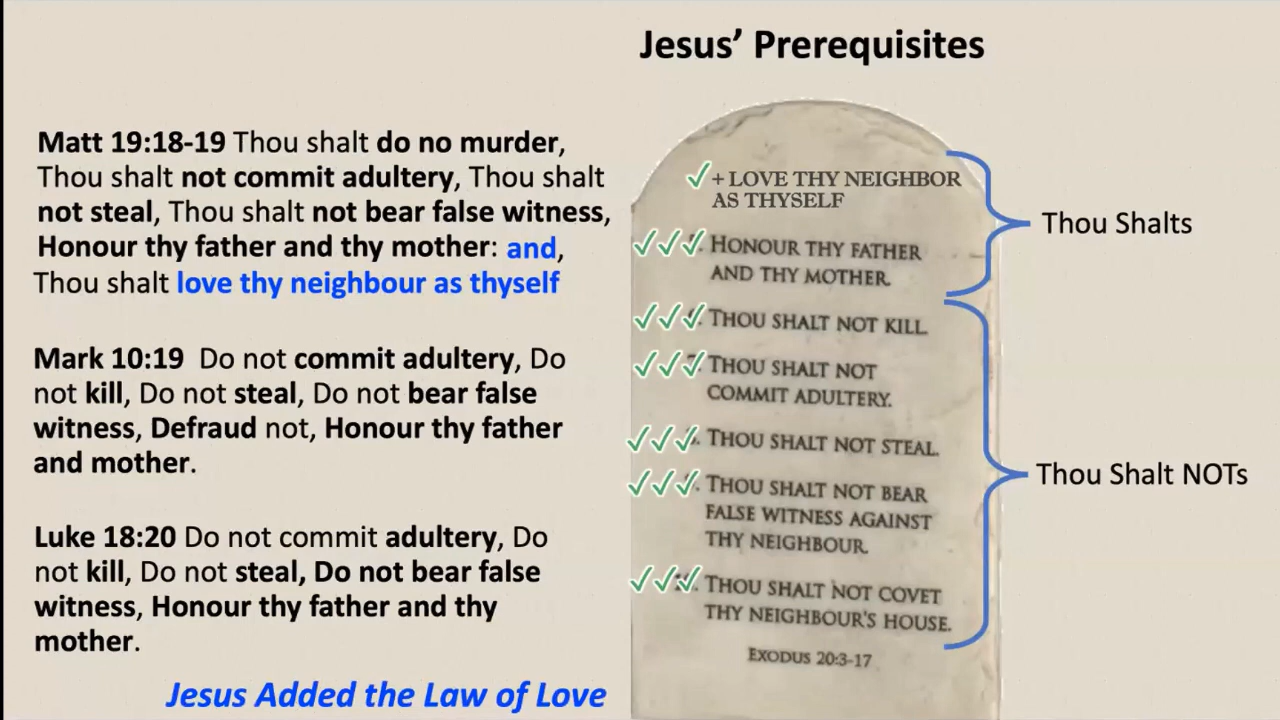 Jesus’ Prerequisites
Matt 19:18-19 Thou shalt do no murder,
Thou shalt not commit adultery, Thou shalt
not steal, Thou shalt not bear false witness,
Honour thy father and thy mother: and,
Thou shalt love thy neighbour as thyself
Mark 10:19 Do not commit adultery, Do
not kill, Do not steal, Do not bear false
witness, Defraud not, Honour thy father
and mother.
Luke 18:20 Do not commit adultery, Do
not kill, Do not steal, Do not bear false
witness, Honour thy father and thy
mother.
Jesus Added the Law of Love
+ LOVE THY NEIGHBOR
AS THYSELF
HONOUR THY FATHER
AND THY MOTHER.
THOU SHALT NOT KILL.
THOU SHALT NOT
COMMIT ADULTERY.
THOU SHALT NOT STEAL.
THOU SHALT NOT BEAR
FALSE WITNESS AGAINST
THY NEIGHBOUR.
THOU SHALT NOT COVET
THY NEIGHBOUR'S HOUSE.
EXODUS 20:3-17
Thou Shalts
Thou Shalt NOTs